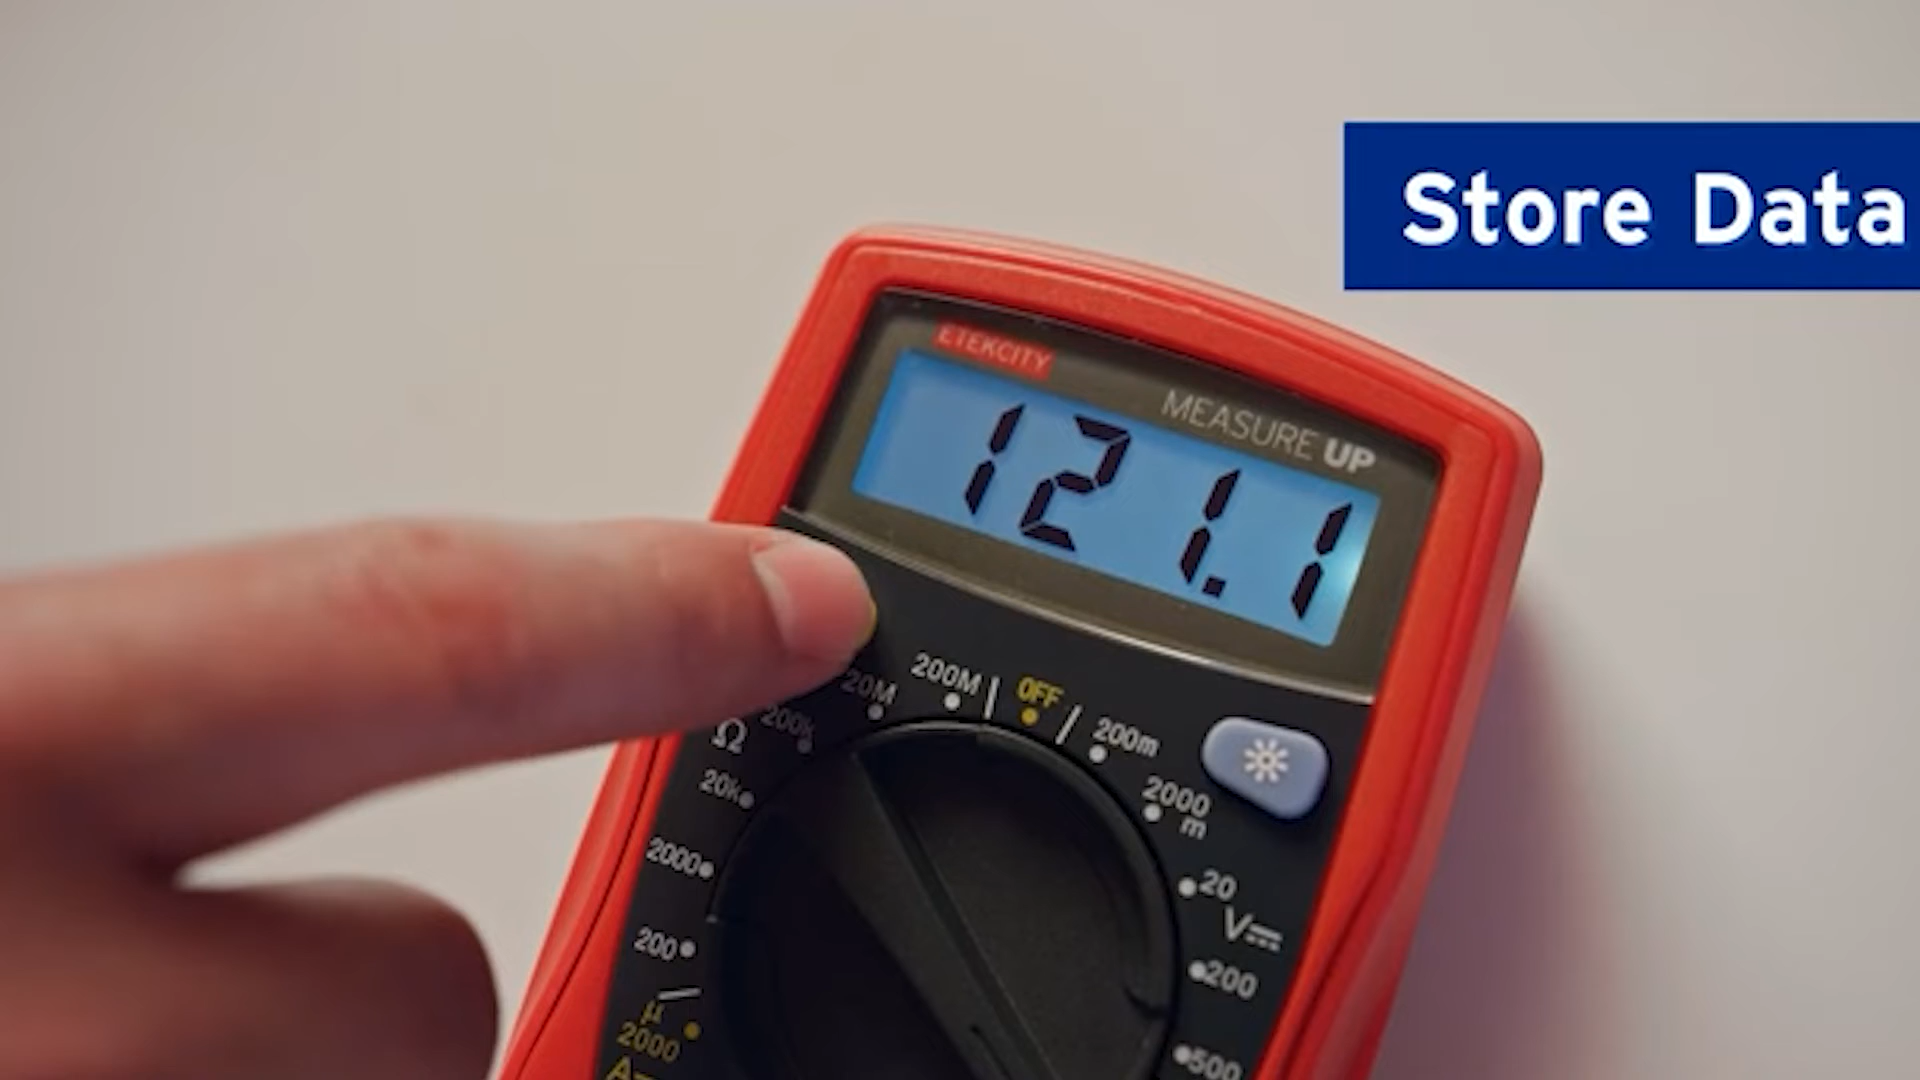 Store Data
ETEKCITY
MEASURE UP
121.1
200M
OFF
20M
200m
200k
Ω
20k
2000
m
2000
20
V⎓
200
200
μ
2000
500